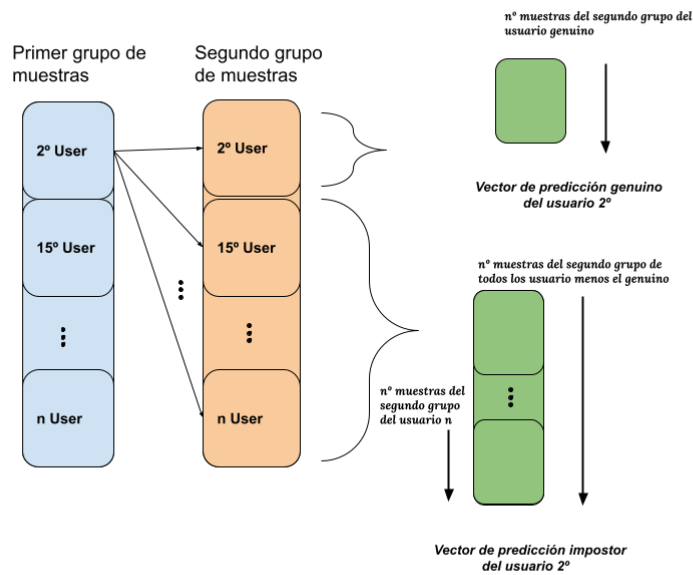 Primer grupo de
muestras
Segundo grupo
de muestras
2º User
15º User
n User
2º User
15º User
n User
nº muestras del segundo grupo del
usuario genuino
Vector de predicción genuino
del usuario 2º
nº muestras del segundo grupo de
todos los usuario menos el genuino
nº muestras del
segundo grupo
del usuario n
Vector de predicción impostor
del usuario 2º